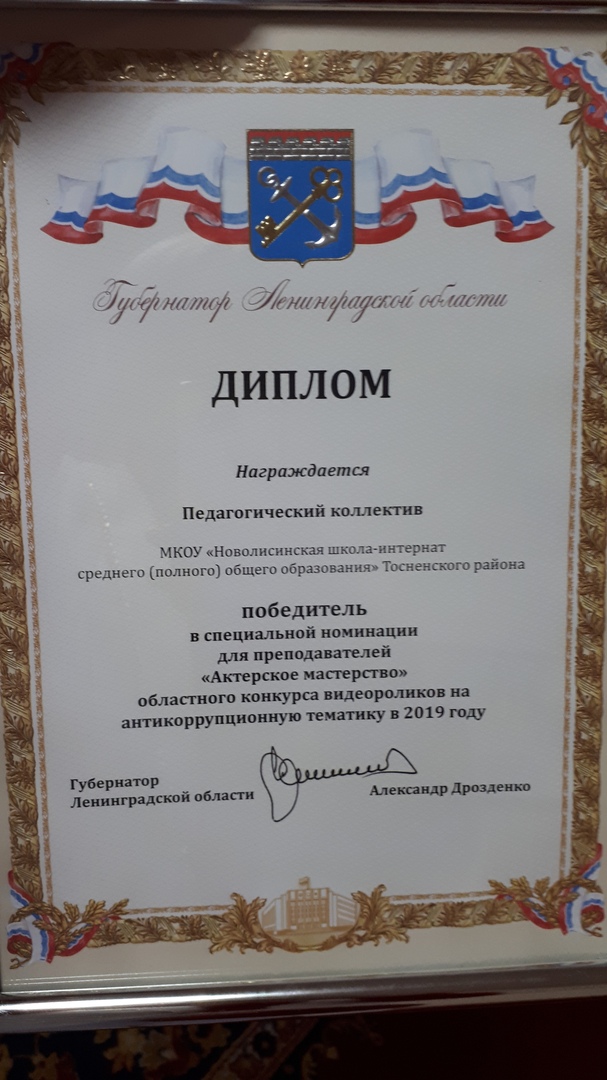 Губернатор Ленинградской области
ДИПЛОМ
Награждается
Педагогический коллектив
МКОУ «Новолисинская школа-интернат
среднего (полного) общего образования» Тосненского района
победитель
в специальной номинации
для преподавателей
«Актерское мастерство»
областного конкурса видеороликов на
антикоррупционную тематику в 2019 году
Губернатор
Ленинградской области
Александр Дрозденко